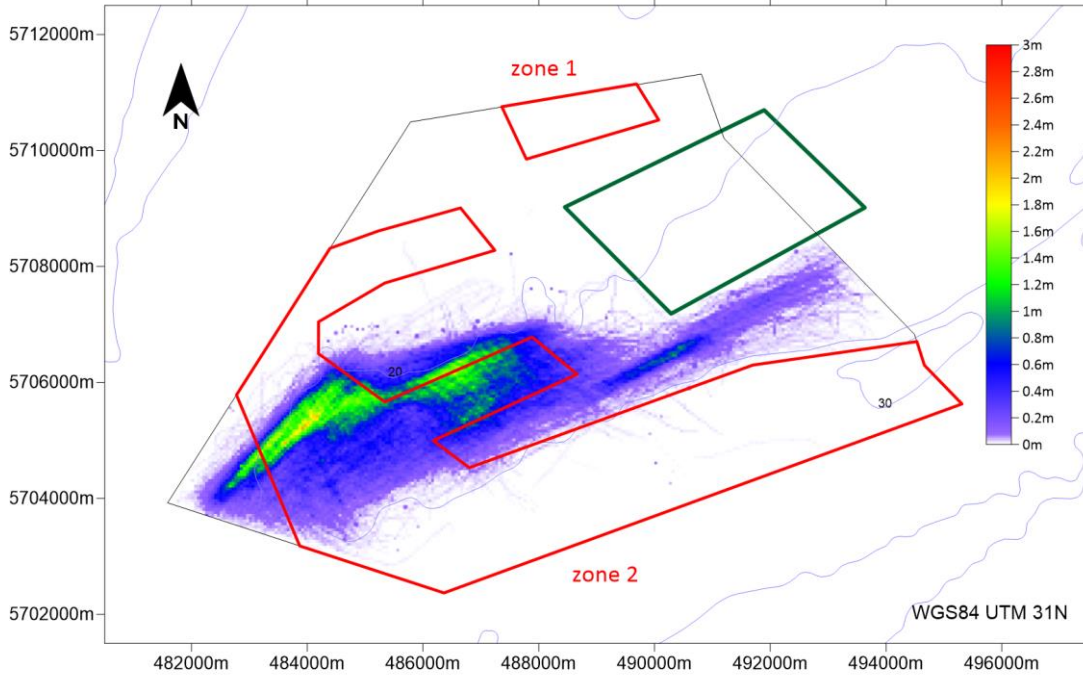 5712000m
5710000m
5708000m
5706000m
5704000m
5702000m
N
zone 1
20
30
zone 2
WGS84 UTM 31N
3m
2.8m
2.6m
2.4m
2.2m
2m
1.8m
1.6m
1.4m
1.2m
1m
0.8m
0.6m
0.4m
0.2m
0m
482000m 484000m 486000m 488000m 490000m 492000m 494000m 496000m